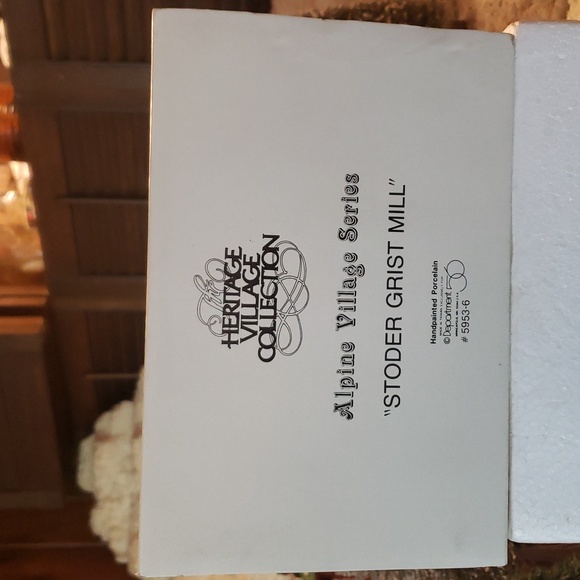 The
HERITAGE
VILLAGE
COLLECTION
Alpine Village Series
"STODER GRIST MILL"
Handpainted Porcelain
© Department 56
# 5953-6